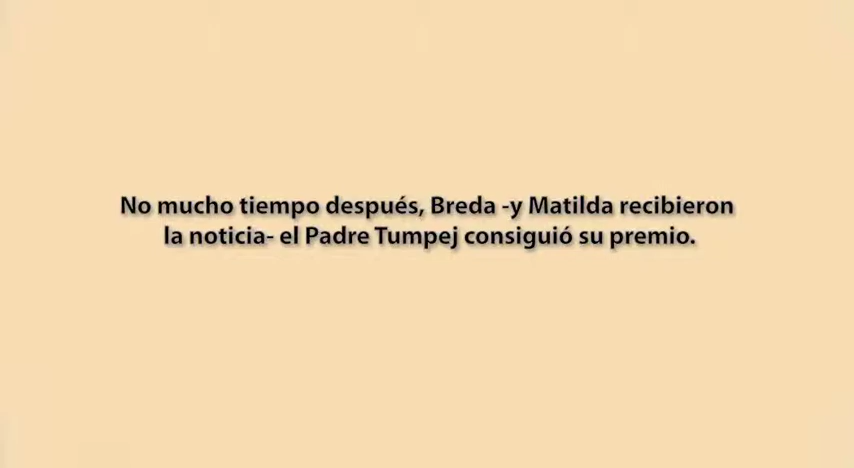 No mucho tiempo después, Breda -y Matilda recibieron
la noticia- el Padre Tumpej consiguió su premio.